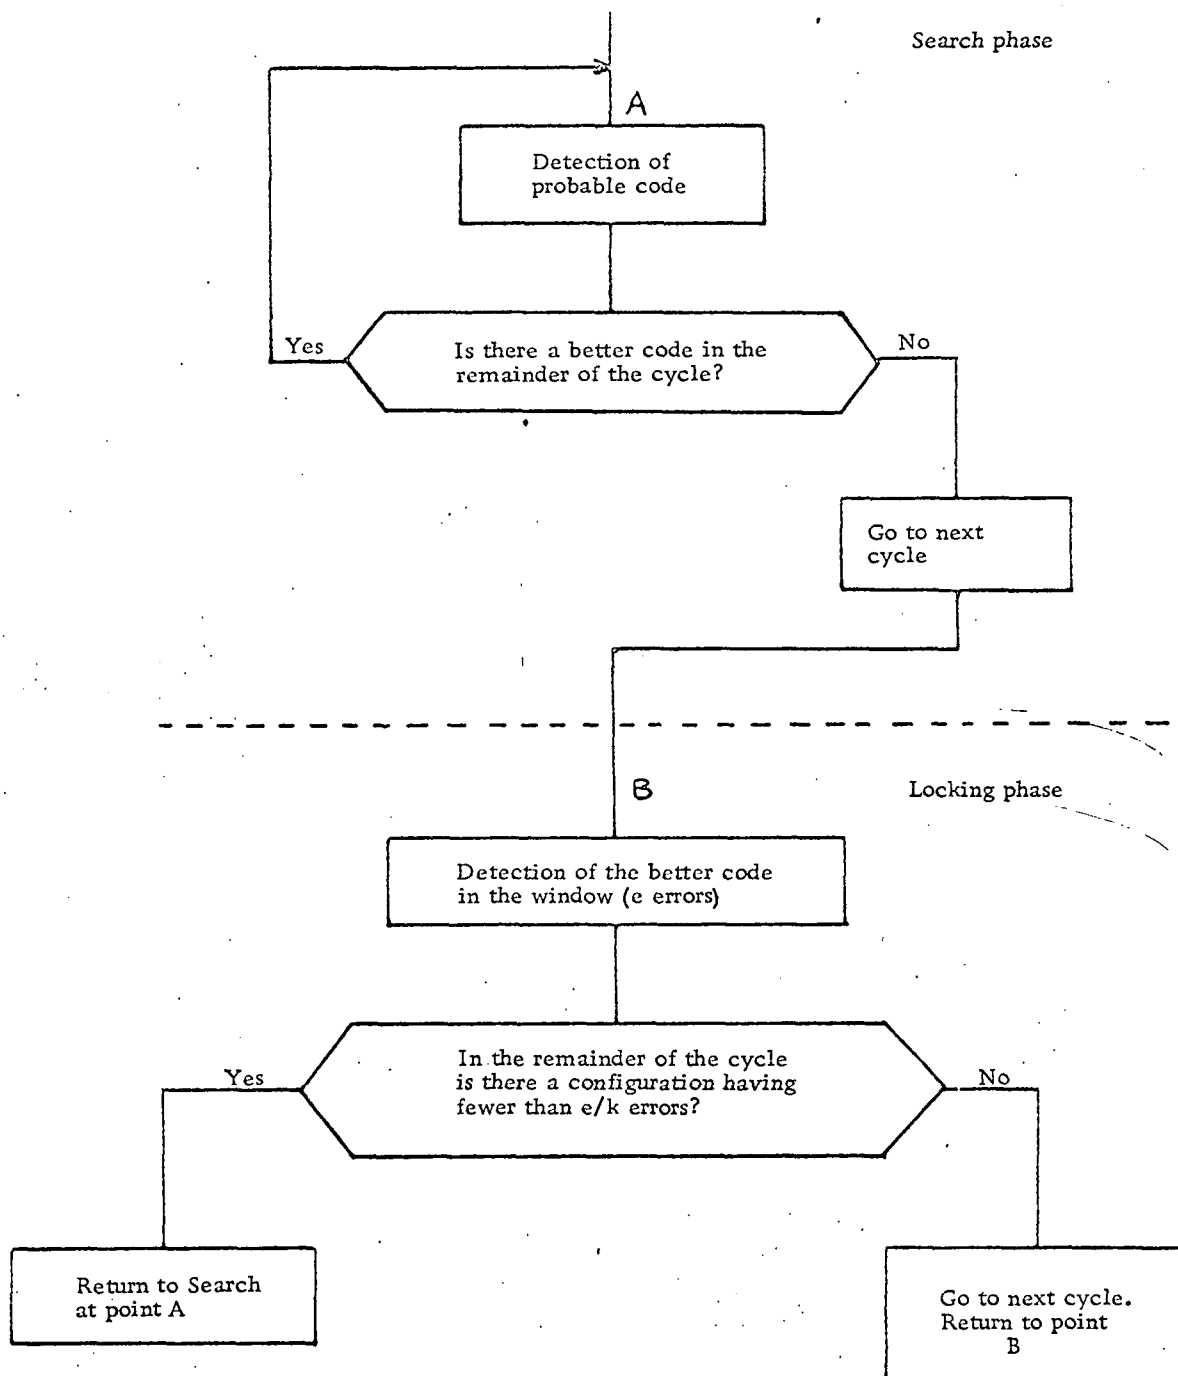 Search phase
A
Detection of
probable code
Yes
Is there a better code in the
remainder of the cycle?
No
Go to next
cycle
B
Locking phase
Detection of the better code
in the window (e errors)
Yes
In the remainder of the cycle
is there a configuration having
fewer than e/k errors?
No
Return to Search
at point A
Go to next cycle.
Return to point
B